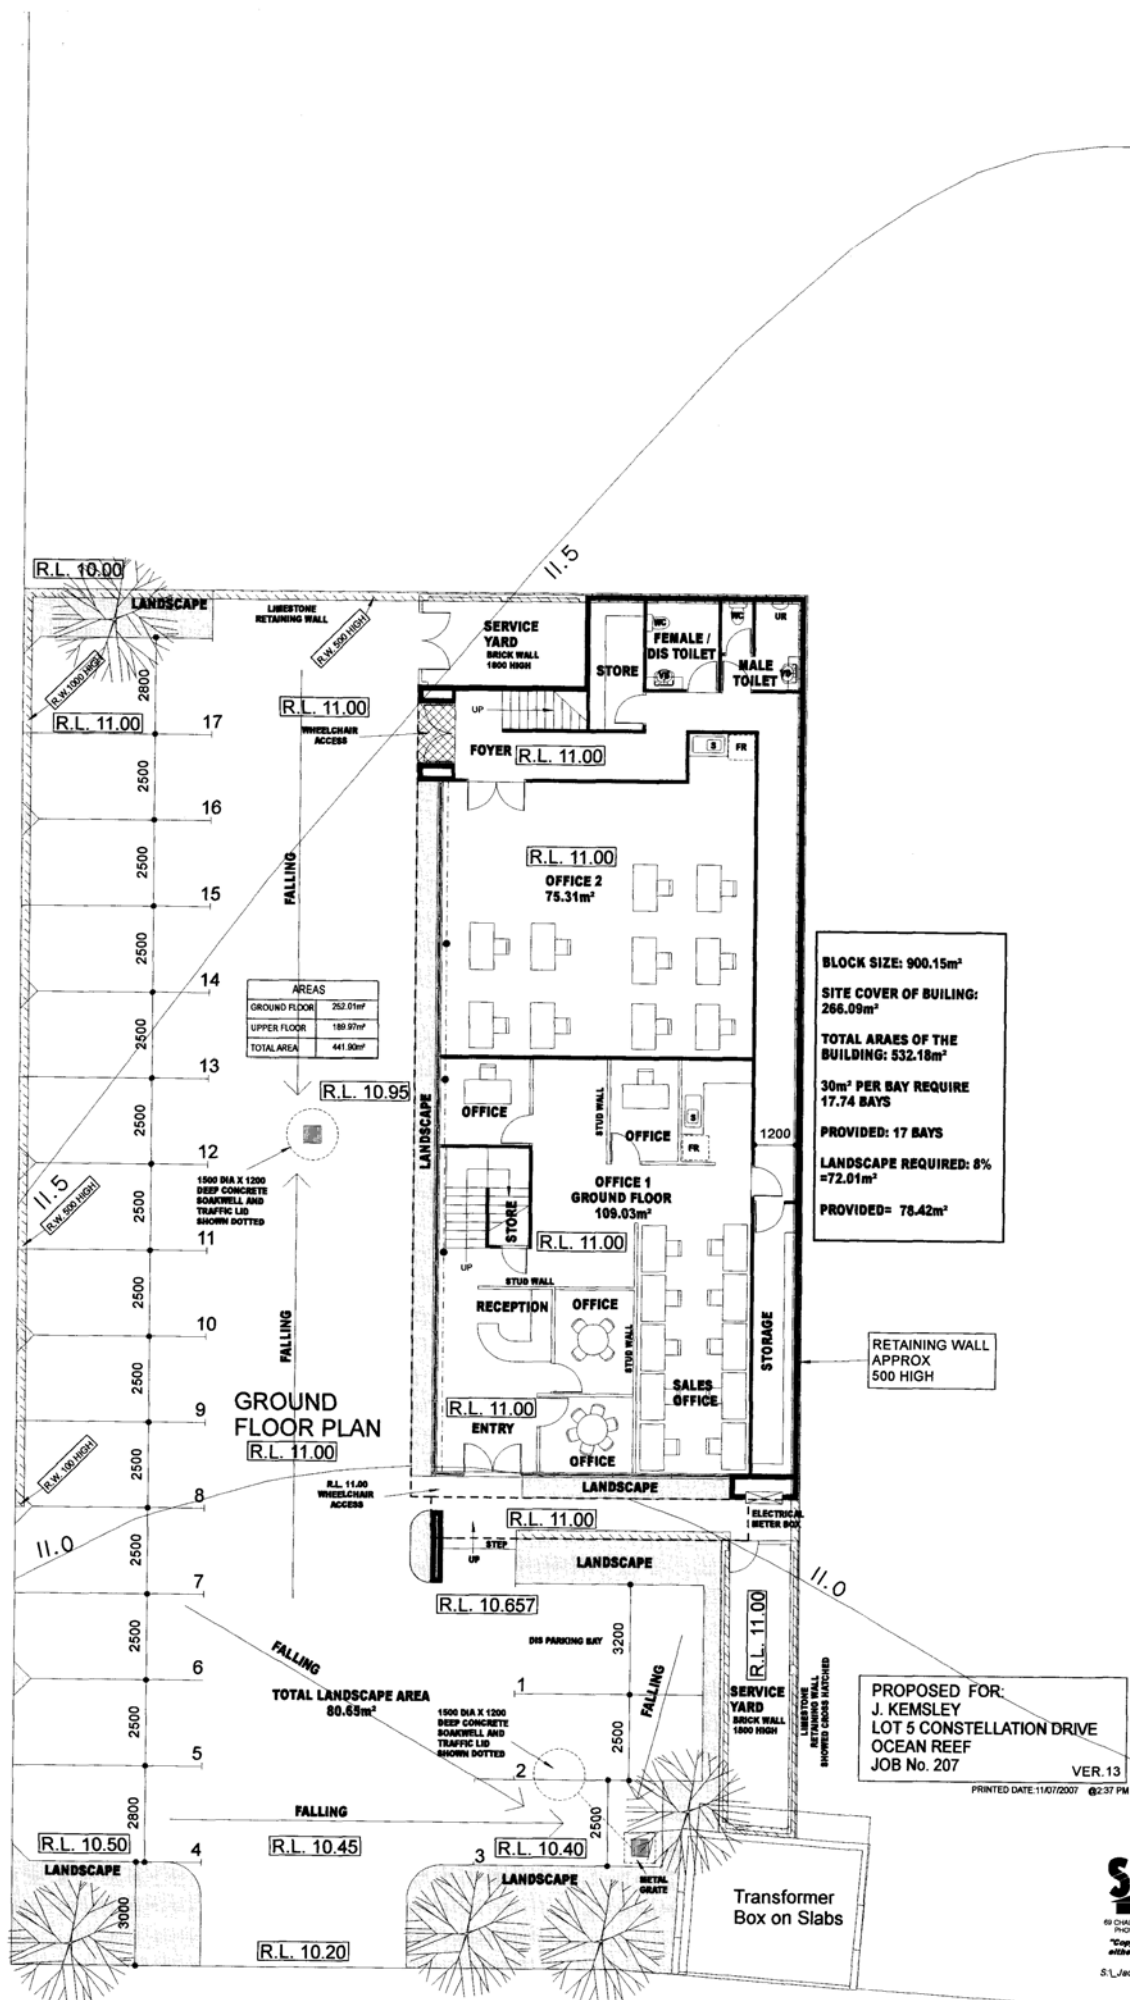 11.5
R.L. 10.00
LANDSCAPE
LIMESTONE
RETAINING WALL
R.W. 500 HIGH
R.W. 1000 HIGH
SERVICE
YARD
BRICK WALL
1800 HIGH
STORE
WC
FEMALE /
DIS TOILET
WC
UR
MALE
TOILET
2800
R.L. 11.00
R.L. 11.00
WHEELCHAIR
ACCESS
UP
FOYER
R.L. 11.00
S
FR
17
2500
16
2500
15
2500
14
2500
13
2500
12
2500
11
2500
10
2500
9
2500
8
2500
7
2500
6
2500
5
2800
4
3000
FALLING
R.L. 11.00
OFFICE 2
75.31m²
AREAS
GROUND FLOOR 252.01m²
UPPER FLOOR 189.97m²
TOTAL AREA 441.90m²
R.L. 10.95
1500 DIA X 1200
DEEP CONCRETE
SOAKWELL AND
TRAFFIC LID
SHOWN DOTTED
11.5
R.W. 500 HIGH
LANDSCAPE
OFFICE
STUD WALL
OFFICE
S
FR
1200
OFFICE 1
GROUND FLOOR
109.03m²
STORE
R.L. 11.00
UP
STUD WALL
RECEPTION
OFFICE
STUD WALL
STORAGE
SALES
OFFICE
FALLING
GROUND
FLOOR PLAN
R.L. 11.00
R.L. 11.00
ENTRY
OFFICE
R.W. 100 HIGH
R.L. 11.00
WHEELCHAIR
ACCESS
LANDSCAPE
ELECTRICAL
METER BOX
R.L. 11.00
STEP
UP
LANDSCAPE
11.0
11.0
R.L. 10.657
DIS PARKING BAY
3200
R.L. 11.00
FALLING
FALLING
1
TOTAL LANDSCAPE AREA
80.65m²
1500 DIA X 1200
DEEP CONCRETE
SOAKWELL AND
TRAFFIC LID
SHOWN DOTTED
2500
SERVICE
YARD
BRICK WALL
1800 HIGH
LIMESTONE
RETAINING WALL
SHOWED CROSS HATCHED
2
2500
FALLING
R.L. 10.50
R.L. 10.45
R.L. 10.40
3
LANDSCAPE
LANDSCAPE
METAL
GRATE
R.L. 10.20
Transformer
Box on Slabs
BLOCK SIZE: 900.15m²
SITE COVER OF BUILING:
266.09m²
TOTAL ARAES OF THE
BUILDING: 532.18m²
30m² PER BAY REQUIRE
17.74 BAYS
PROVIDED: 17 BAYS
LANDSCAPE REQUIRED: 8%
=72.01m²
PROVIDED= 78.42m²
RETAINING WALL
APPROX
500 HIGH
PROPOSED FOR:
J. KEMSLEY
LOT 5 CONSTELLATION DRIVE
OCEAN REEF
JOB No. 207 VER.13
PRINTED DATE:11/07/2007 @2:37 PM